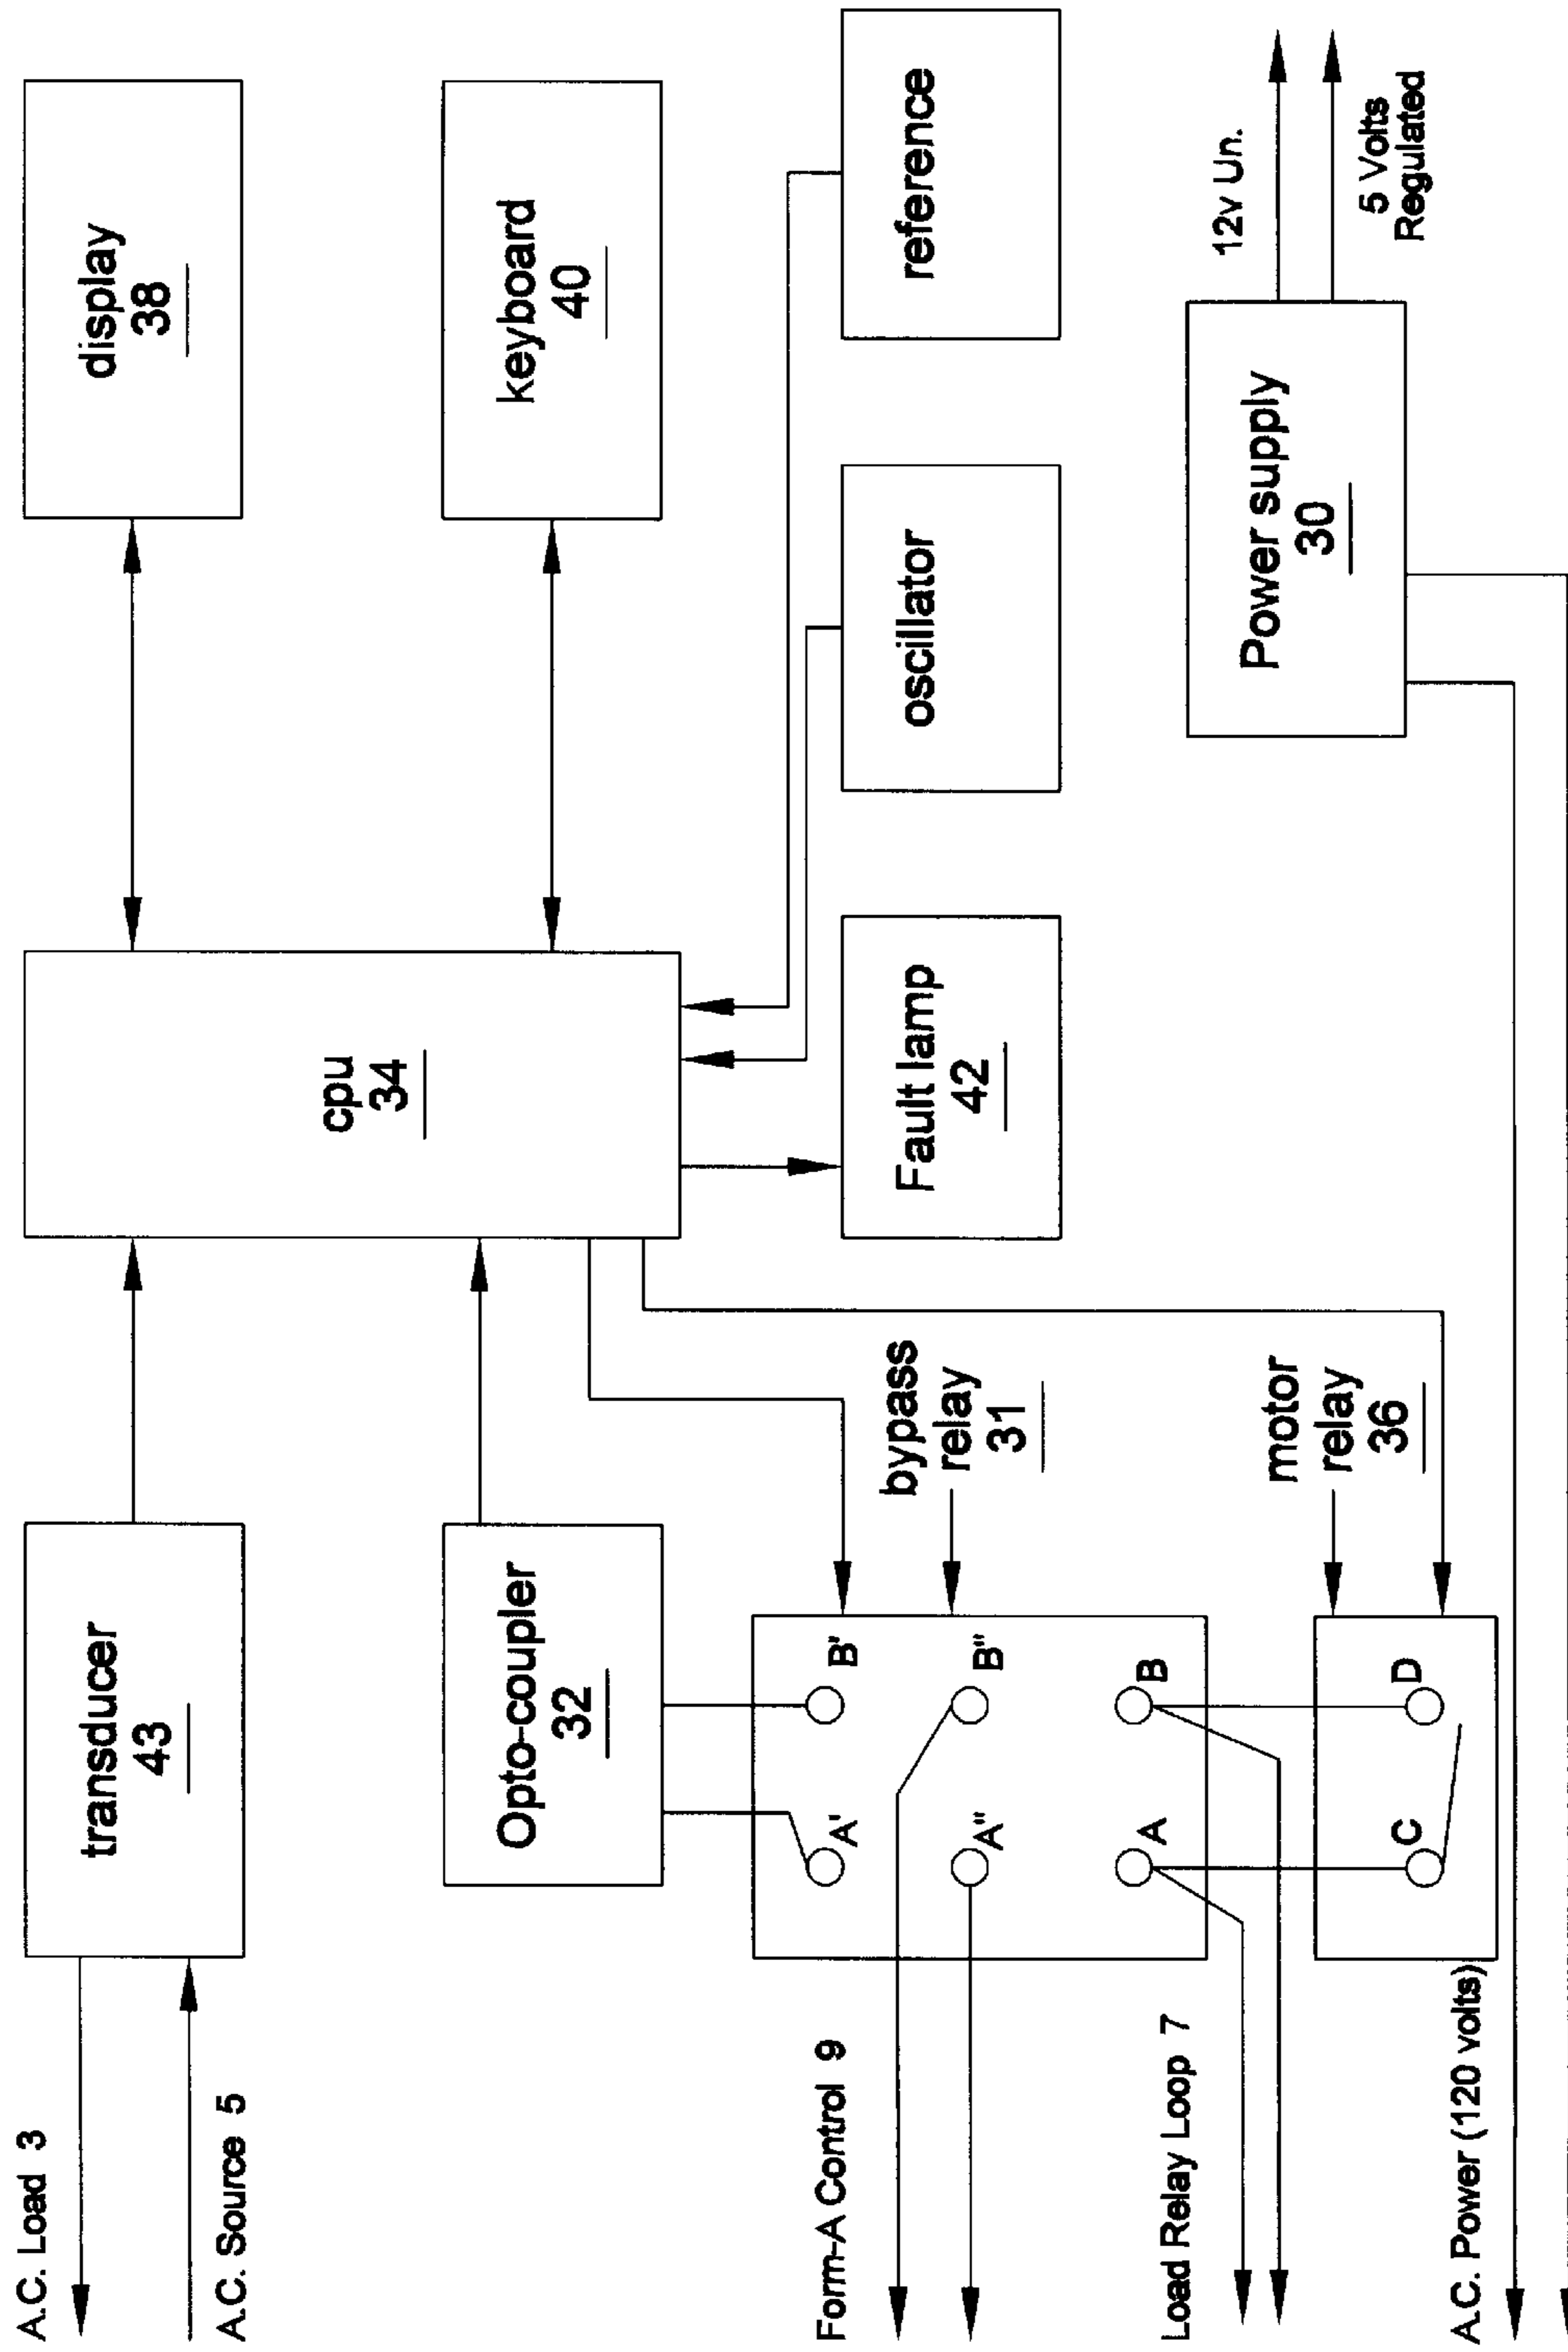 A.C. Load 3
A.C. Source 5
transducer
43
cpu
34
display
38
Opto-coupler
32
keyboard
40
Form-A Control 9
A'
B'
A"
B"
A
B
bypass
relay
31
Fault lamp
42
oscillator
reference
Load Relay Loop 7
C
D
motor
relay
36
Power supply
30
12v Un.
5 Volts
Regulated
A.C. Power (120 volts)